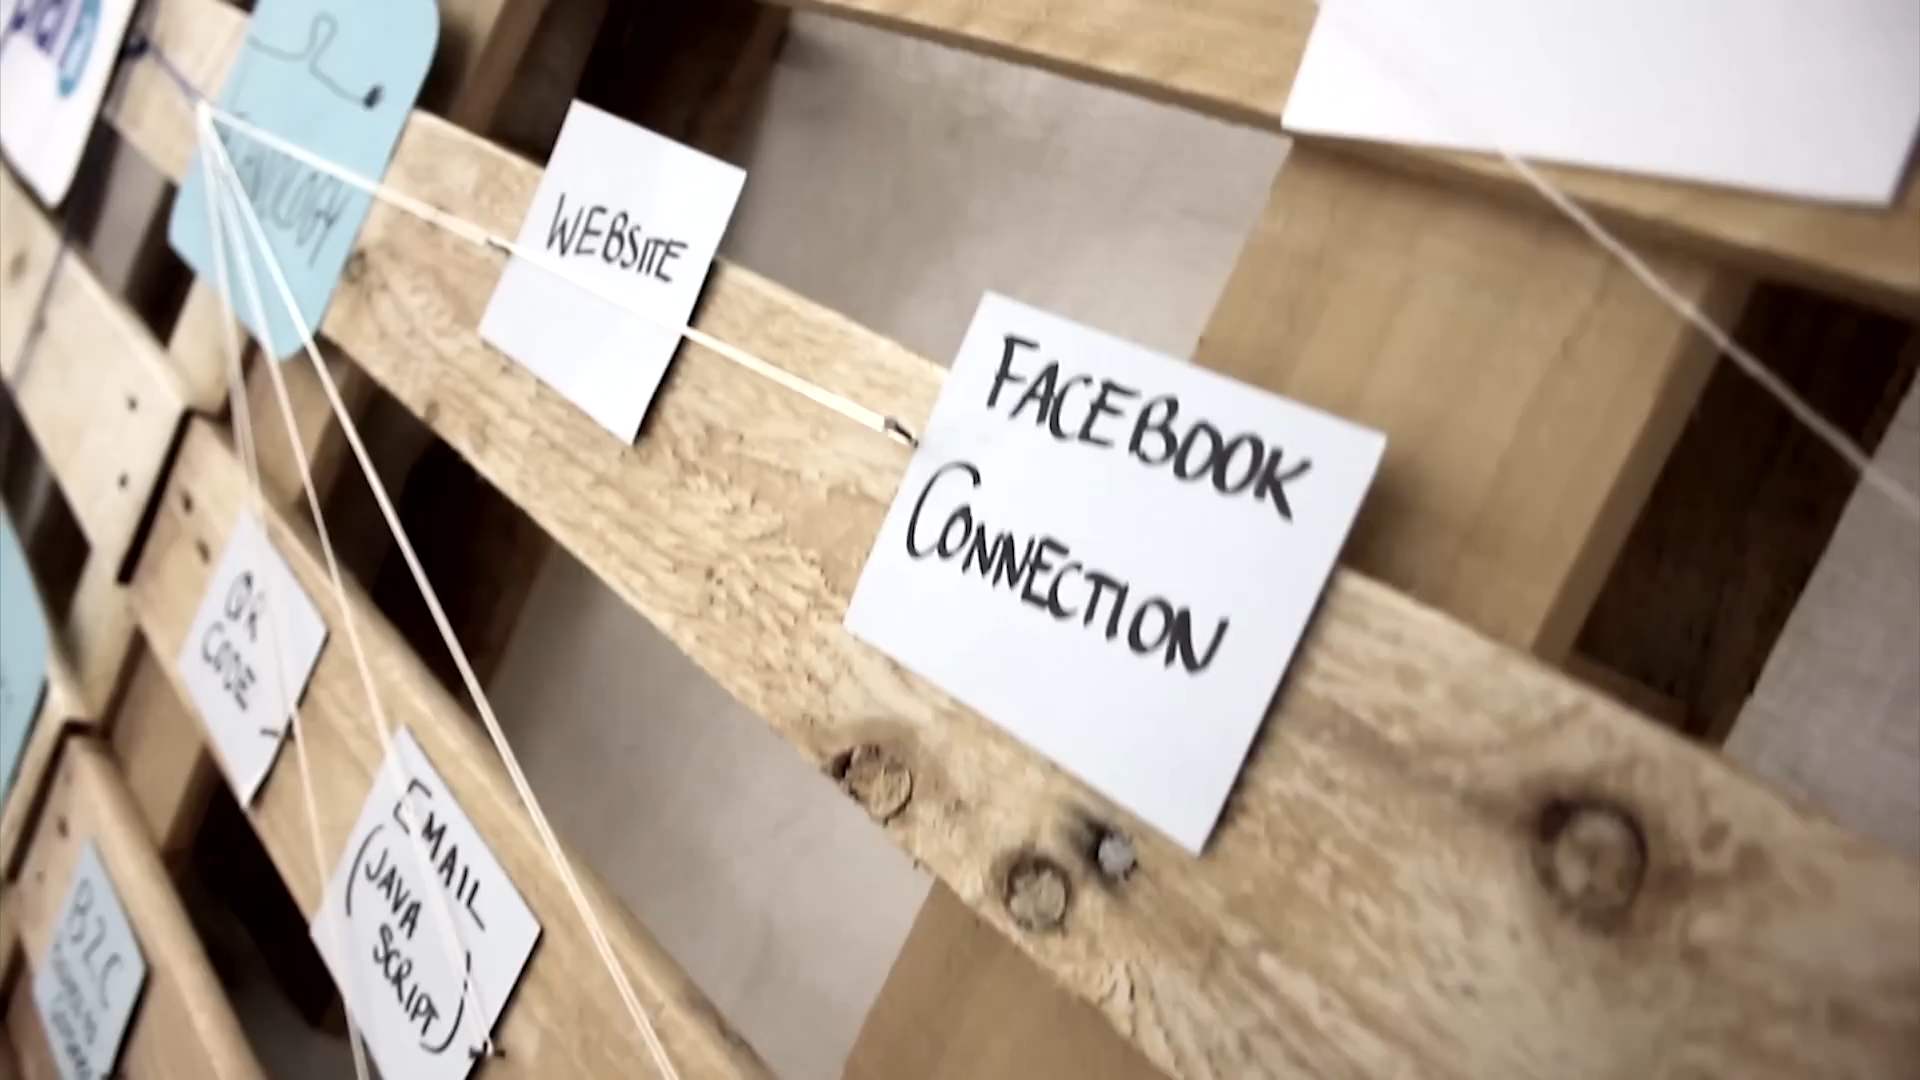 WEBSITE
FACEBOOK
CONNECTION
QR
CODE
EMAIL
(JAVA
SCRIPT)
B2C